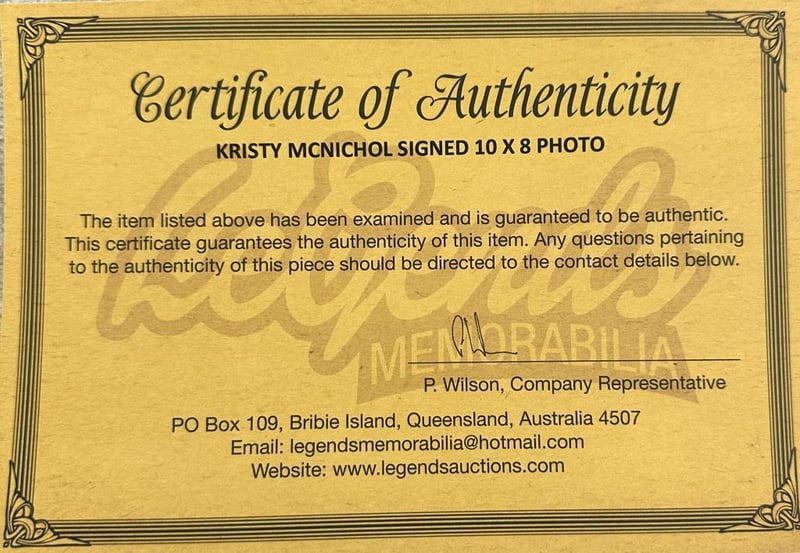 Certificate of Authenticity
KRISTY MCNICHOL SIGNED 10 X 8 PHOTO
The item listed above has been examined and is guaranteed to be authentic.
This certificate guarantees the authenticity of this item. Any questions pertaining
to the authenticity of this piece should be directed to the contact details below.
Legends
MEMORABILIA
P. Wilson, Company Representative
PO Box 109, Bribie Island, Queensland, Australia 4507
Email: legendsmemorabilia@hotmail.com
Website: www.legendsauctions.com